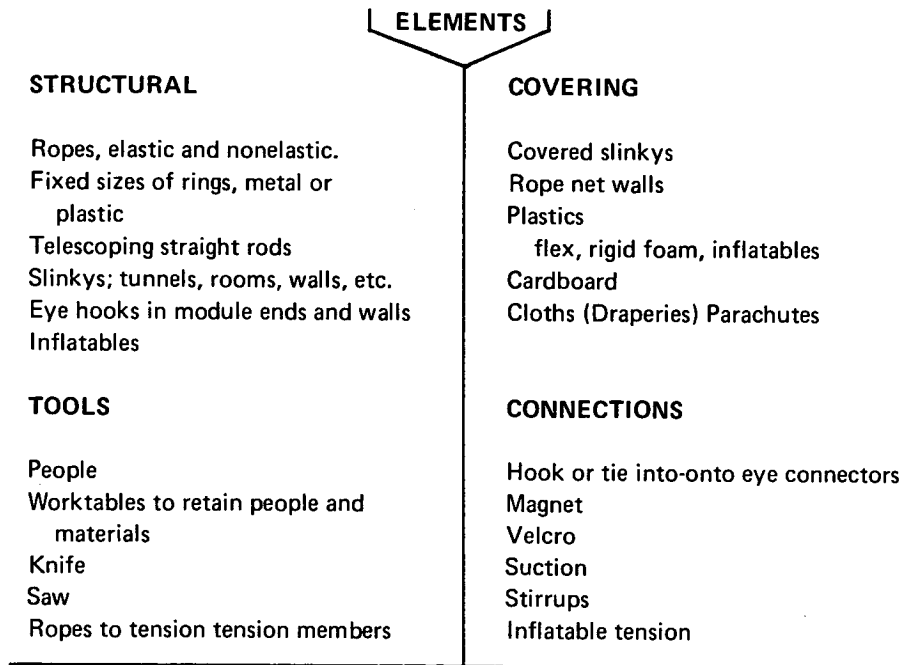 ELEMENTS
STRUCTURAL
Ropes, elastic and nonelastic.
Fixed sizes of rings, metal or
plastic
Telescoping straight rods
Slinkys; tunnels, rooms, walls, etc.
Eye hooks in module ends and walls
Inflatables
COVERING
Covered slinkys
Rope net walls
Plastics
flex, rigid foam, inflatables
Cardboard
Cloths (Draperies) Parachutes
TOOLS
People
Worktables to retain people and
materials
Knife
Saw
Ropes to tension tension members
CONNECTIONS
Hook or tie into-onto eye connectors
Magnet
Velcro
Suction
Stirrups
Inflatable tension